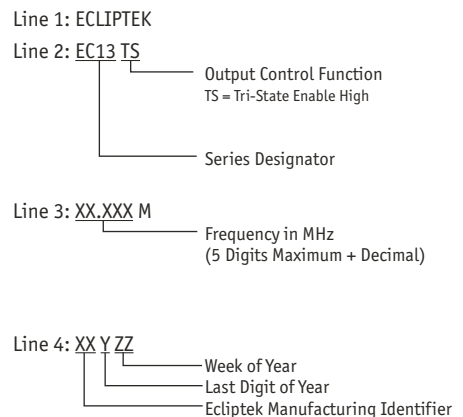 Line 1: ECLIPTEK
Line 2: EC13 TS
Output Control Function
TS = Tri-State Enable High
Series Designator
Line 3: XX.XXX M
Frequency in MHz
(5 Digits Maximum + Decimal)
Line 4: XX Y ZZ
Week of Year
Last Digit of Year
Ecliptek Manufacturing Identifier